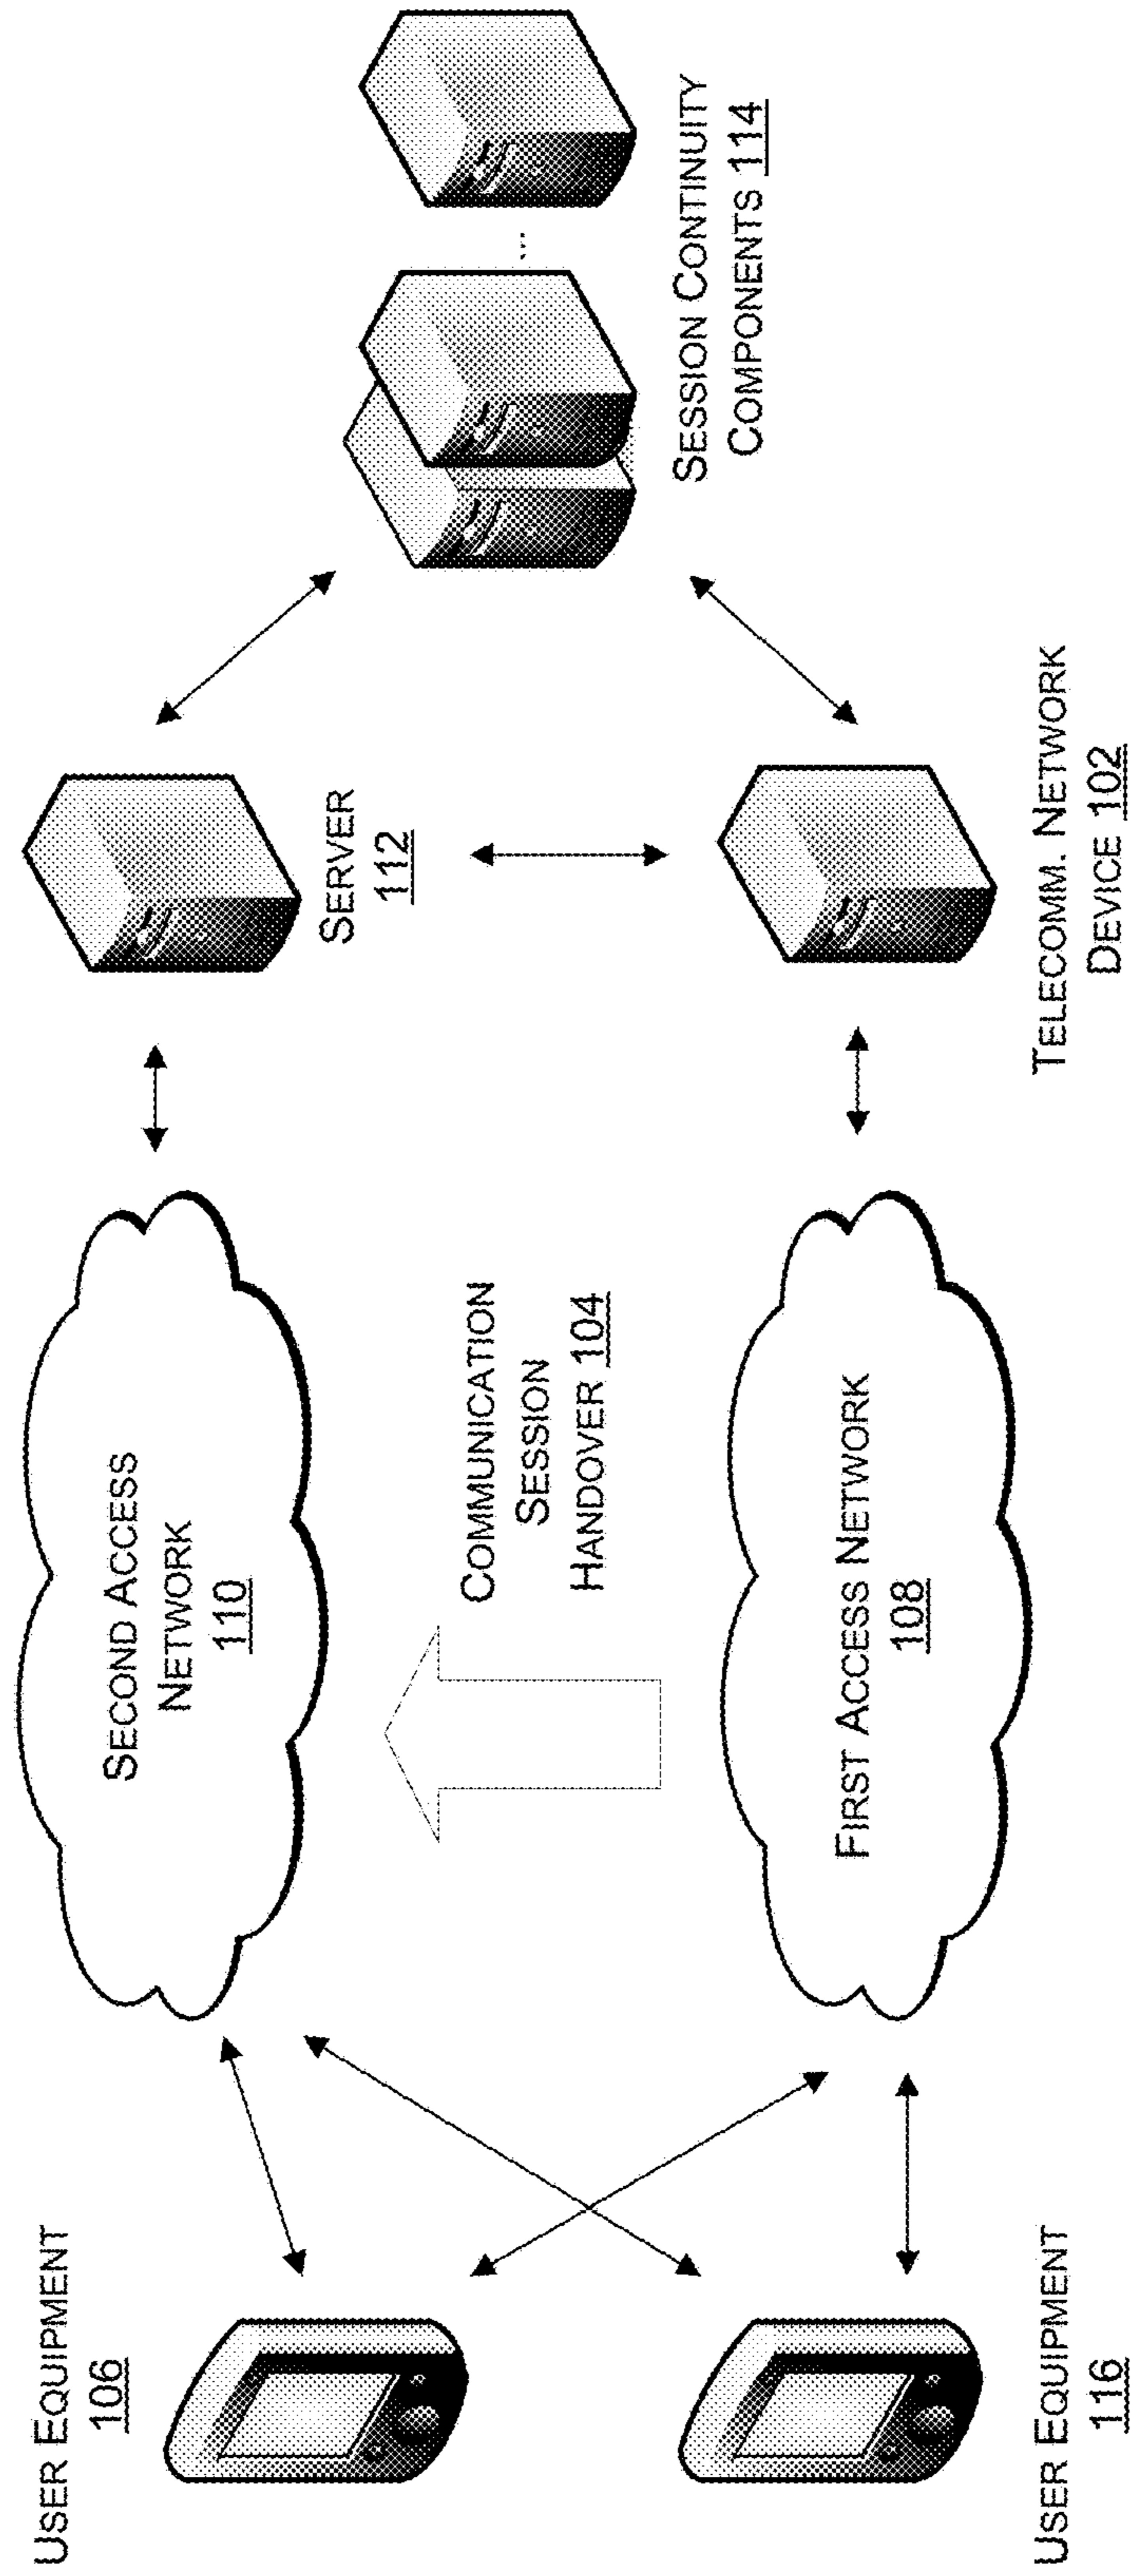 USER EQUIPMENT
106
SECOND ACCESS
NETWORK
110
SERVER
112
COMMUNICATION
SESSION
HANDOVER 104
SESSION CONTINUITY
COMPONENTS 114
FIRST ACCESS NETWORK
108
USER EQUIPMENT
116
TELECOMM. NETWORK
DEVICE 102